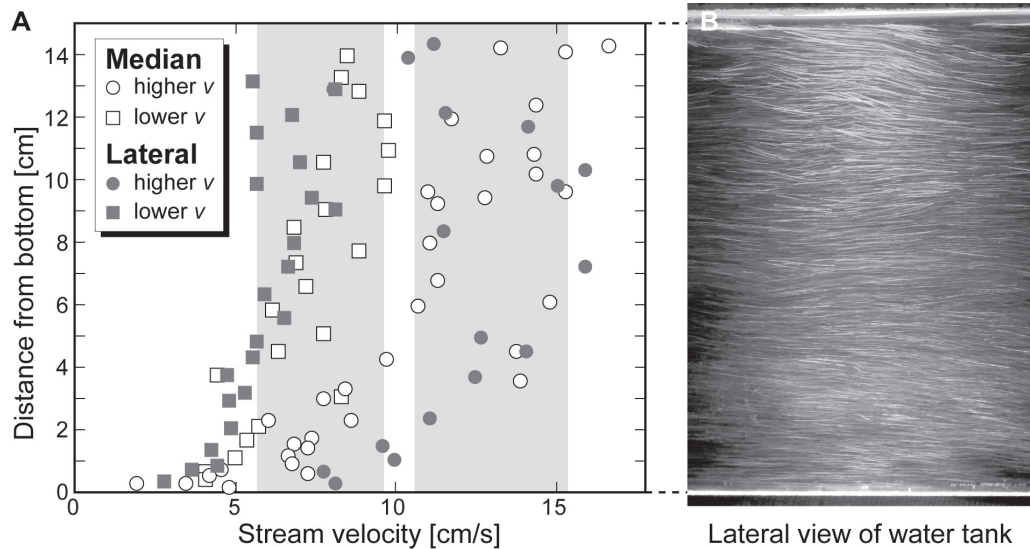 A
B
Median
higher v
lower v
Lateral
higher v
lower v
Distance from bottom [cm]
14
12
10
8
6
4
2
0
0 5 10 15
Stream velocity [cm/s]
Lateral view of water tank